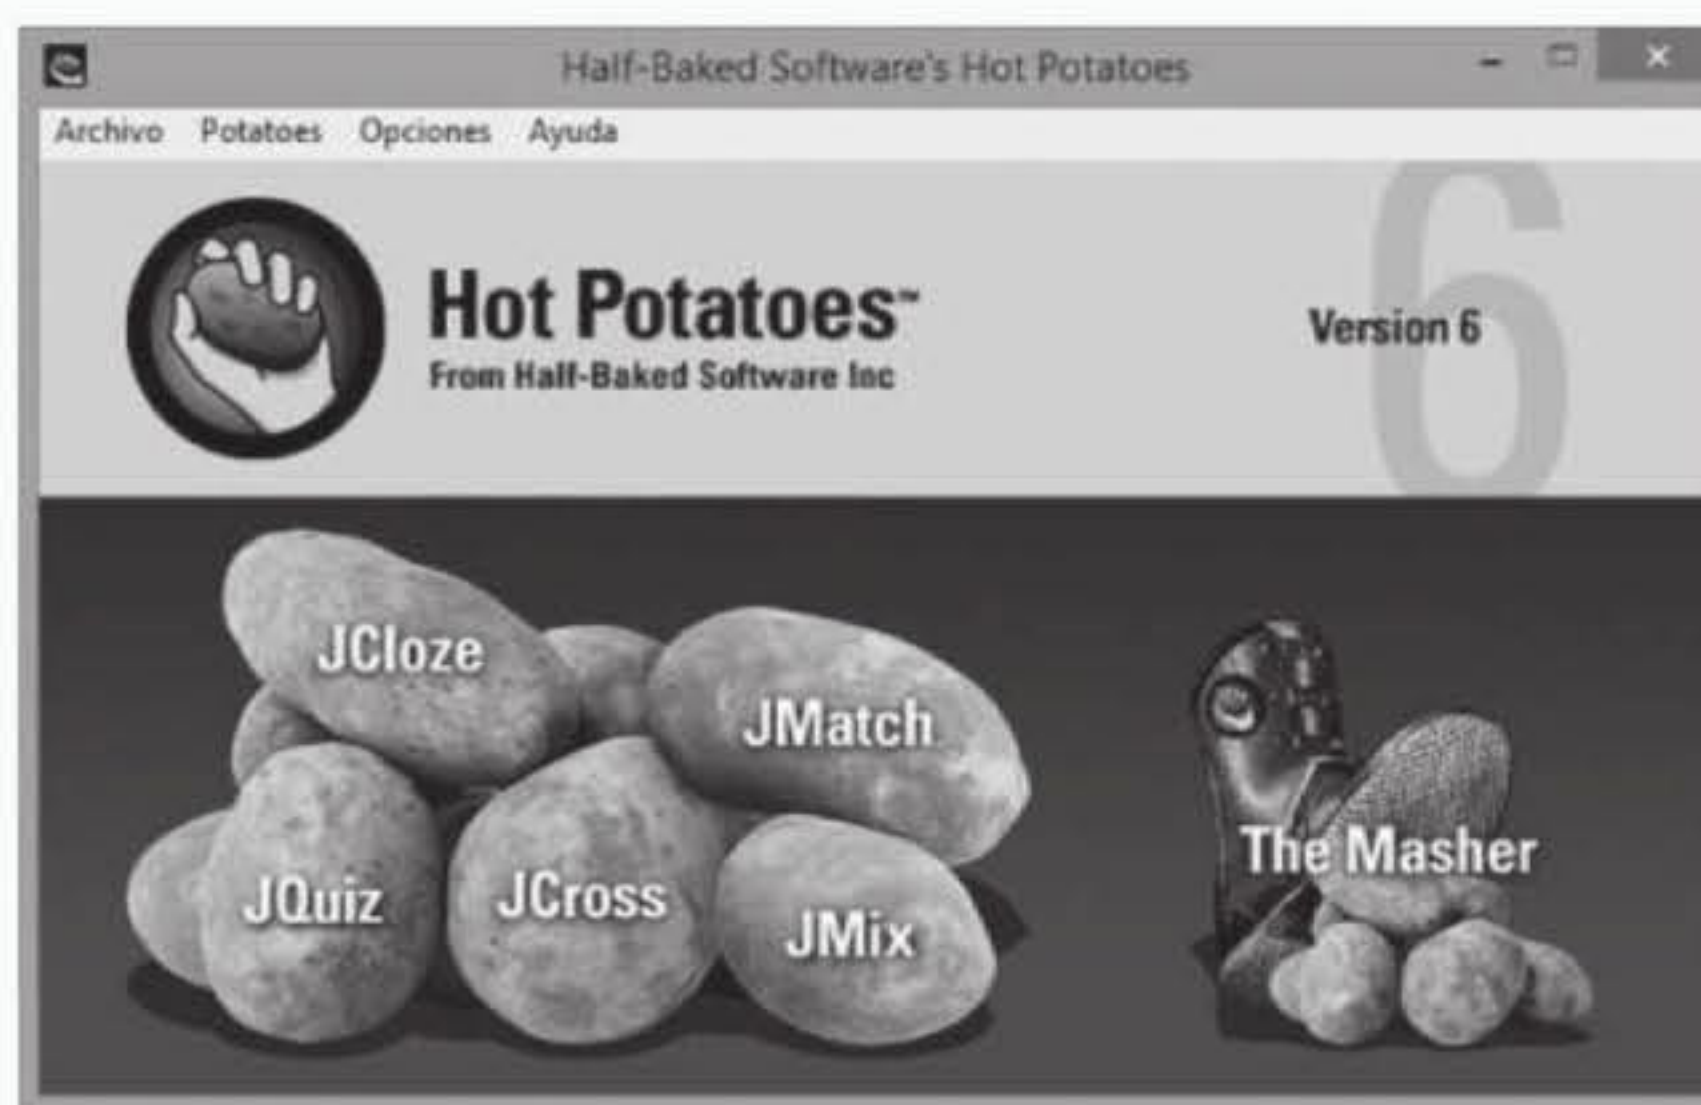 Half-Baked Software's Hot Potatoes
Archivo Potatoes Opciones Ayuda
6
Hot Potatoes™
From Half-Baked Software Inc
Version 6
JCloze
JMatch
JQuiz
JCross
JMix
The Masher